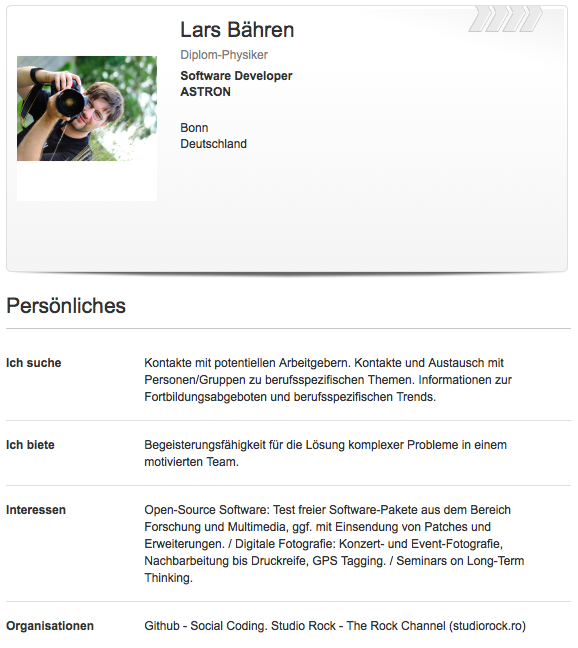 Lars Bähren
Diplom-Physiker
Software Developer
ASTRON
Bonn
Deutschland
Persönliches
Ich suche
Kontakte mit potentiellen Arbeitgebern. Kontakte und Austausch mit
Personen/Gruppen zu berufsspezifischen Themen. Informationen zur
Fortbildungsabgeboten und berufsspezifischen Trends.
Ich biete
Begeisterungsfähigkeit für die Lösung komplexer Probleme in einem
motivierten Team.
Interessen
Open-Source Software: Test freier Software-Pakete aus dem Bereich
Forschung und Multimedia, ggf. mit Einsendung von Patches und
Erweiterungen. / Digitale Fotografie: Konzert- und Event-Fotografie,
Nachbarbeitung bis Druckreife, GPS Tagging. / Seminars on Long-Term
Thinking.
Organisationen
Github - Social Coding. Studio Rock - The Rock Channel (studiorock.ro)